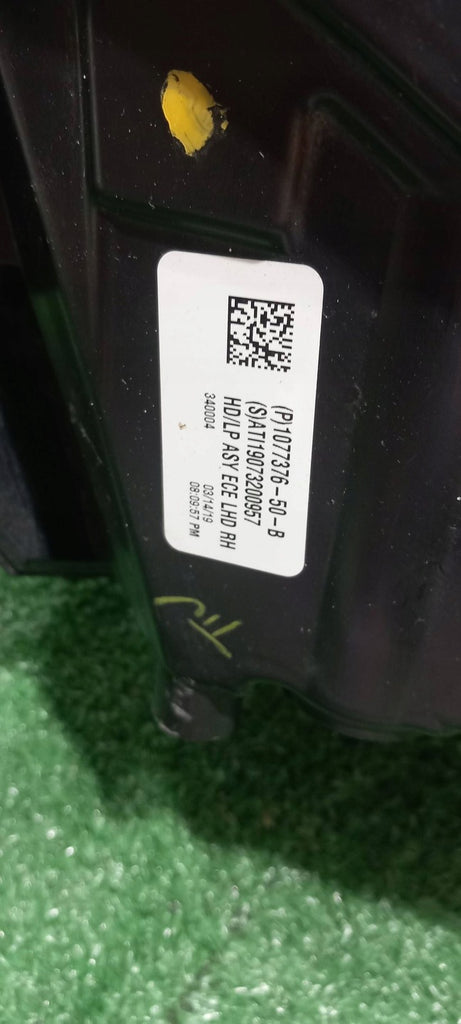 (P)1077376-50-B
(S)ATI19073200957
HD/LP ASY,ECE LHD RH
340004
03/14/19
08:09:57 PM